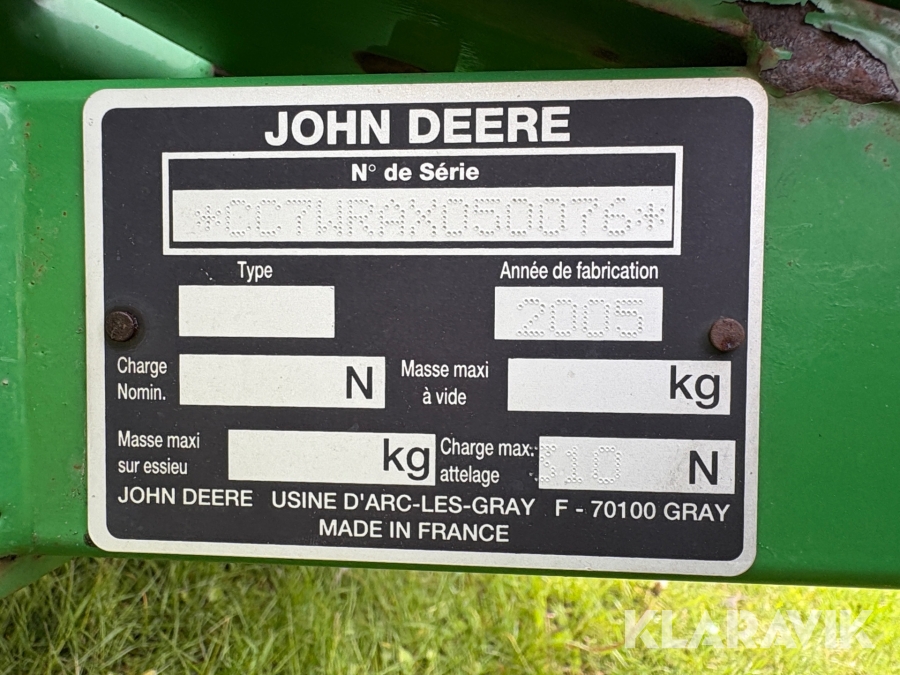 JOHN DEERE
N° de Série
*CC7WRAX050076*
Type
Année de fabrication
2005
Charge Nomin. N
Masse maxi à vide kg
Masse maxi sur essieu kg
Charge max. attelage 10 N
JOHN DEERE USINE D'ARC-LES-GRAY F - 70100 GRAY
MADE IN FRANCE
KLARAVIK